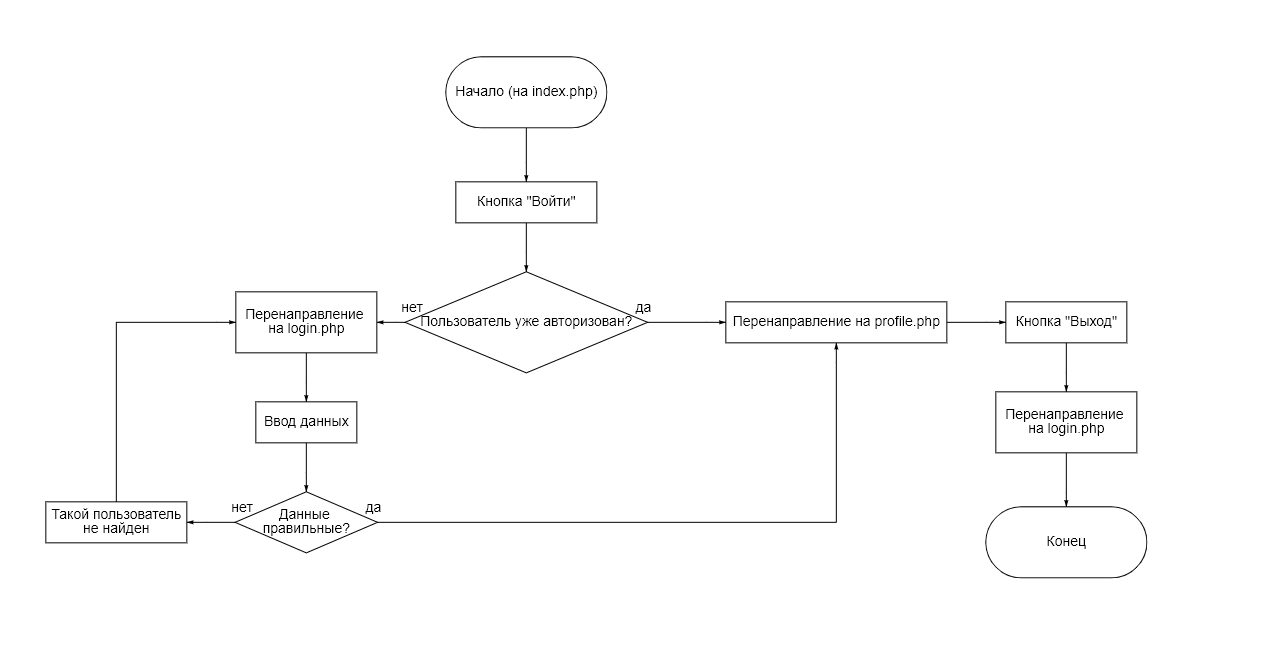 Начало (на index.php)
Кнопка "Войти"
нет
Пользователь уже авторизован?
да
Перенаправление
на login.php
Перенаправление на profile.php
Кнопка "Выход"
Ввод данных
Перенаправление
на login.php
нет
Данные
правильные?
да
Такой пользователь
не найден
Конец